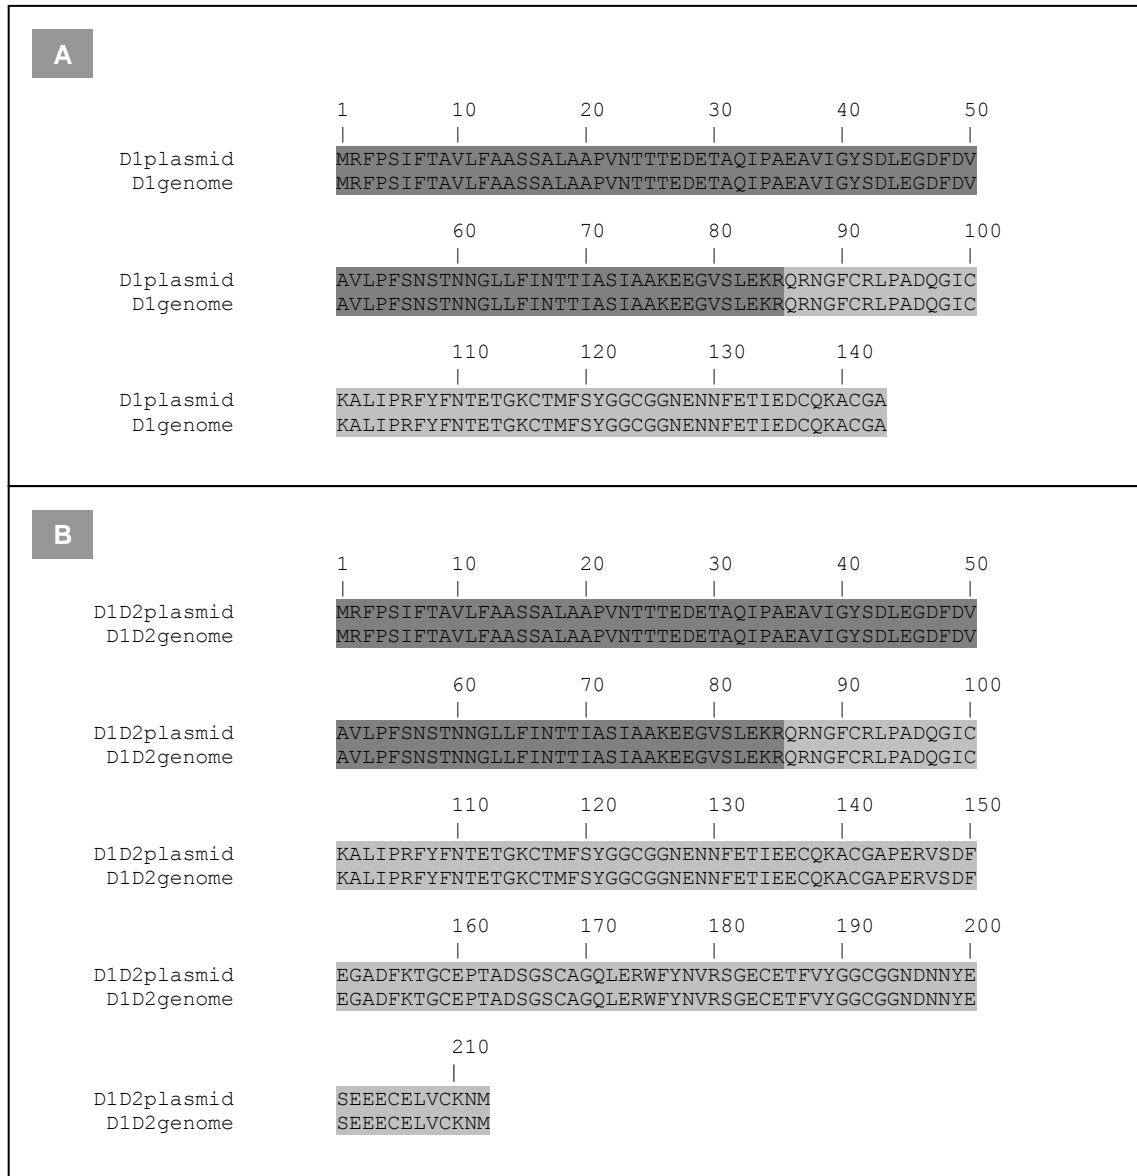 A
1 10 20 30 40 50
| | | | | |
D1plasmid MRFPSIFTAVLFAASSALAAPVNTTTEDETAQIPAEAVIGYSDLEGDFDV
D1genome MRFPSIFTAVLFAASSALAAPVNTTTEDETAQIPAEAVIGYSDLEGDFDV
60 70 80 90 100
| | | | |
D1plasmid AVLPFSNSTNNGLLFINTTIASIAAKEEGVSLEKRQRNGFCRLPADQGIC
D1genome AVLPFSNSTNNGLLFINTTIASIAAKEEGVSLEKRQRNGFCRLPADQGIC
110 120 130 140
| | | |
D1plasmid KALIPRFYFNTETGKCTMFSYGGCGGNENNFETIEDCQKACGA
D1genome KALIPRFYFNTETGKCTMFSYGGCGGNENNFETIEDCQKACGA
B
1 10 20 30 40 50
| | | | | |
D1D2plasmid MRFPSIFTAVLFAASSALAAPVNTTTEDETAQIPAEAVIGYSDLEGDFDV
D1D2genome MRFPSIFTAVLFAASSALAAPVNTTTEDETAQIPAEAVIGYSDLEGDFDV
60 70 80 90 100
| | | | |
D1D2plasmid AVLPFSNSTNNGLLFINTTIASIAAKEEGVSLEKRQRNGFCRLPADQGIC
D1D2genome AVLPFSNSTNNGLLFINTTIASIAAKEEGVSLEKRQRNGFCRLPADQGIC
110 120 130 140 150
| | | | |
D1D2plasmid KALIPRFYFNTETGKCTMFSYGGCGGNENNFETIEECQKACGAPERVSDF
D1D2genome KALIPRFYFNTETGKCTMFSYGGCGGNENNFETIEECQKACGAPERVSDF
160 170 180 190 200
| | | | |
D1D2plasmid EGADFKTGCEPTADSGSCAGQLERWFYNVRSGECETFVYGGCGGNDNNYE
D1D2genome EGADFKTGCEPTADSGSCAGQLERWFYNVRSGECETFVYGGCGGNDNNYE
210
|
D1D2plasmid SEEECELVCKNM
D1D2genome SEEECELVCKNM